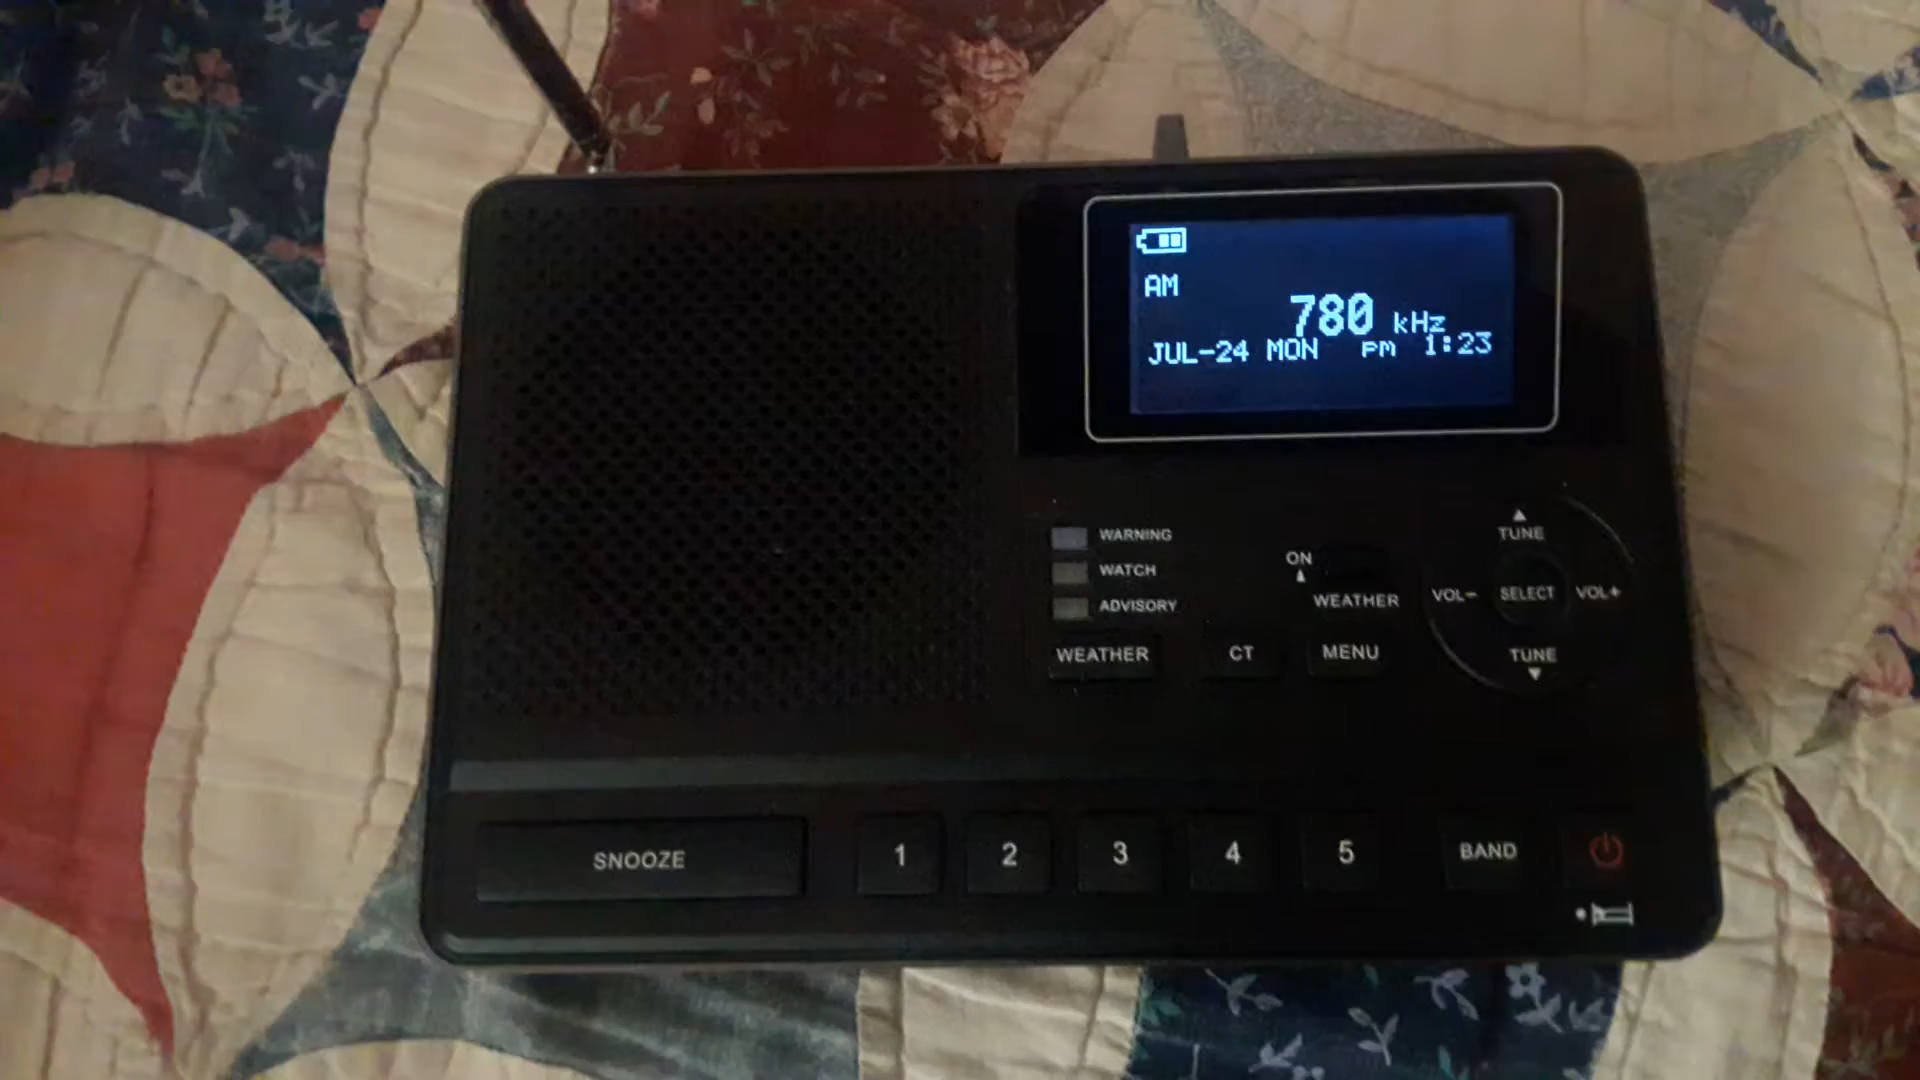 AM
780 kHz
JUL-24 MON PM 1:23
WARNING
WATCH
ADVISORY
ON
WEATHER
TUNE
VOL-
SELECT
VOL+
TUNE
WEATHER
CT
MENU
SNOOZE
1
2
3
4
5
BAND